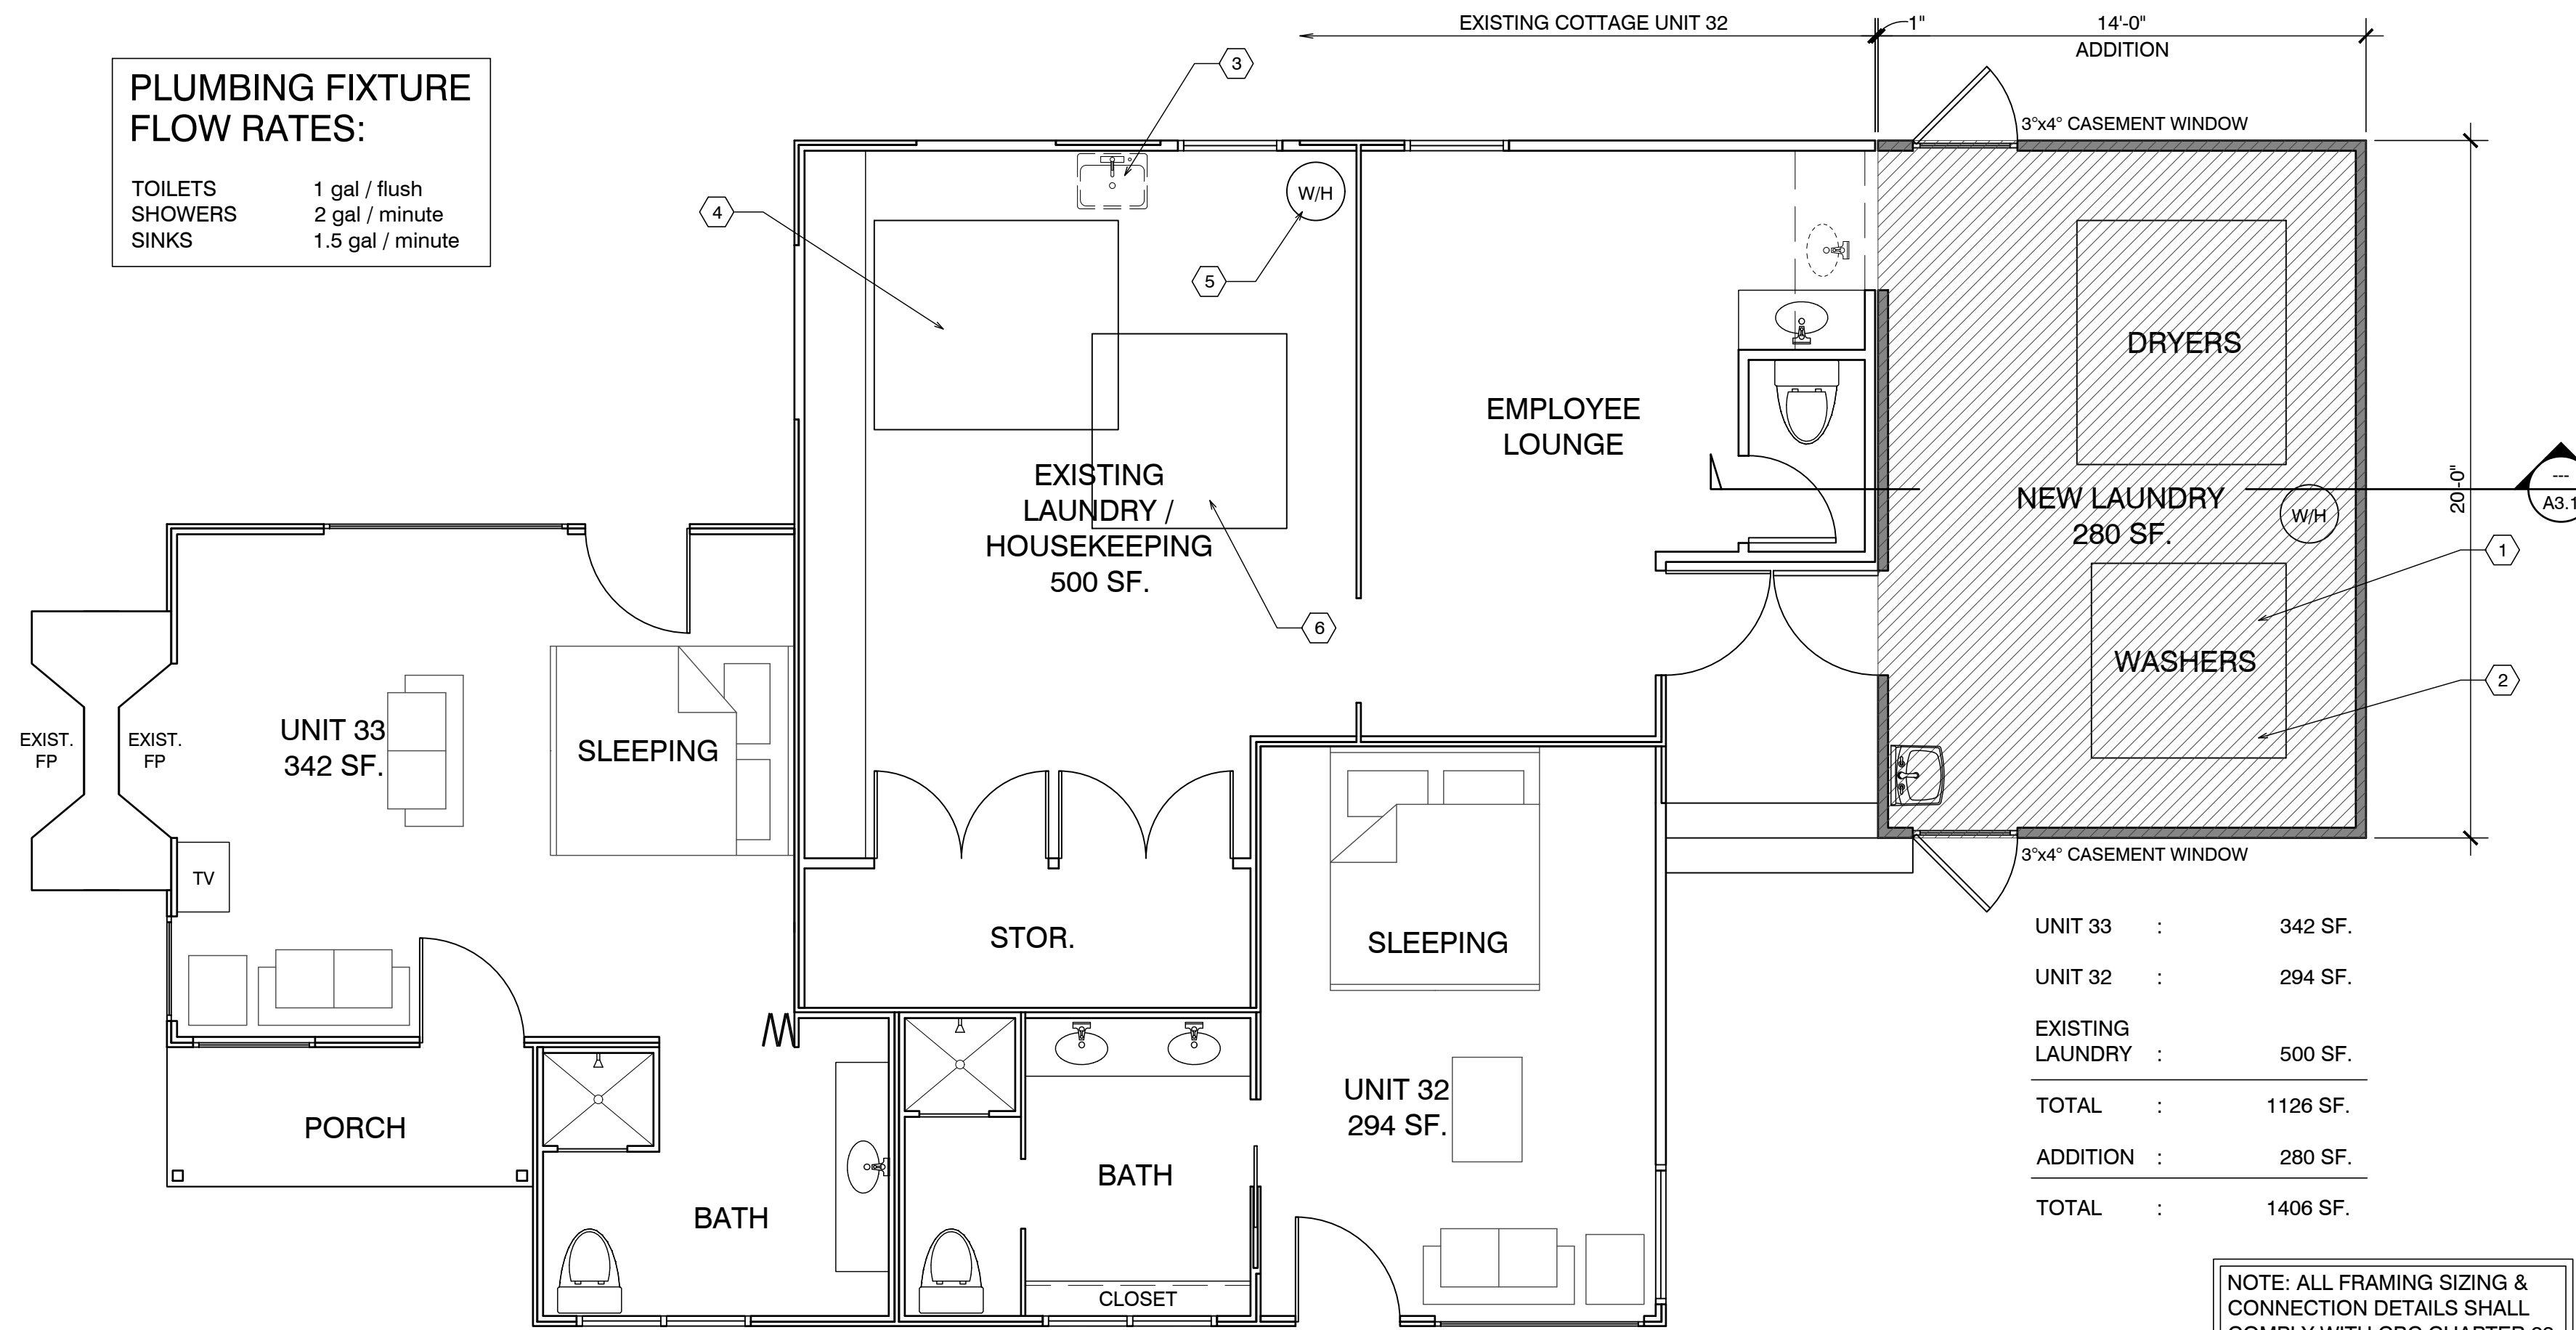 EXISTING COTTAGE UNIT 32
1"
14'-0"
ADDITION
3
PLUMBING FIXTURE
FLOW RATES:
TOILETS 1 gal / flush
SHOWERS 2 gal / minute
SINKS 1.5 gal / minute
3°x4° CASEMENT WINDOW
4
W/H
5
DRYERS
EMPLOYEE
LOUNGE
EXISTING
LAUNDRY /
HOUSEKEEPING
500 SF.
NEW LAUNDRY
280 SF.
W/H
20'-0"
---
A3.1
1
6
WASHERS
2
UNIT 33
342 SF.
SLEEPING
EXIST.
FP
EXIST.
FP
TV
3°x4° CASEMENT WINDOW
STOR.
SLEEPING
UNIT 33 : 342 SF.
UNIT 32 : 294 SF.
EXISTING
LAUNDRY : 500 SF.
TOTAL : 1126 SF.
ADDITION : 280 SF.
TOTAL : 1406 SF.
UNIT 32
294 SF.
PORCH
BATH
BATH
CLOSET
NOTE: ALL FRAMING SIZING &
CONNECTION DETAILS SHALL